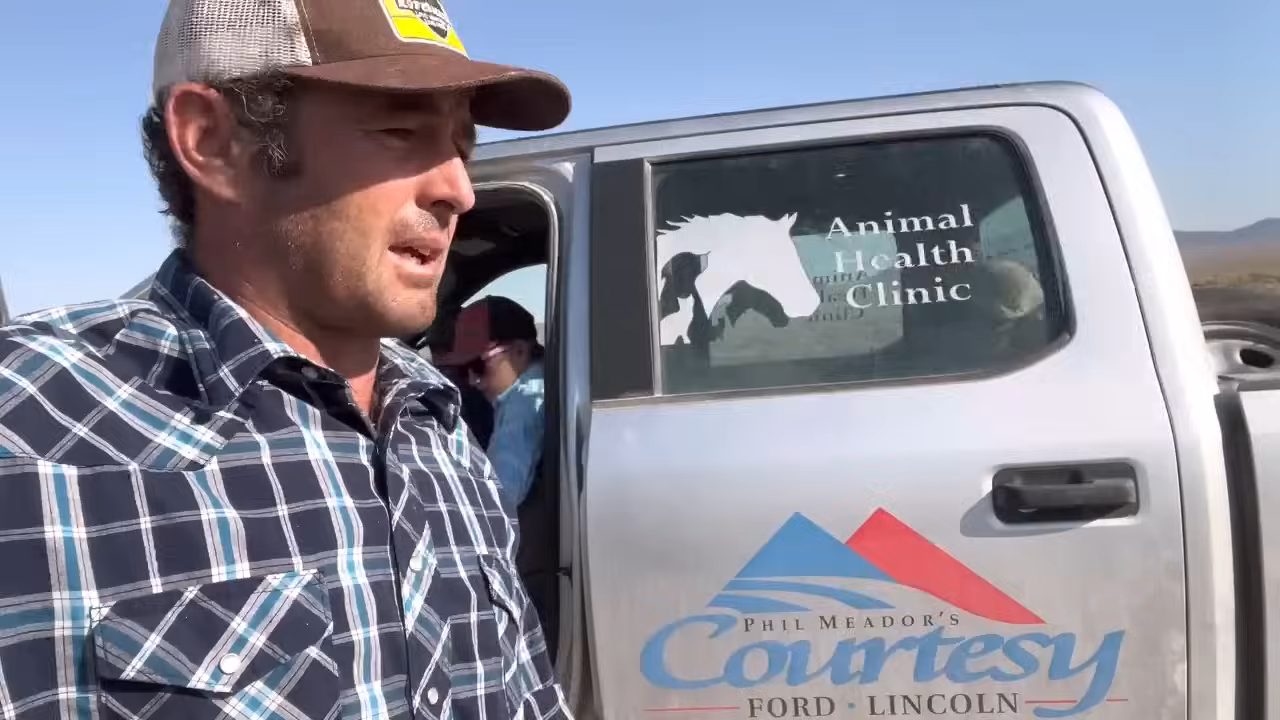 Animal
Health
Clinic
PHIL MEADOR'S
Courtesy
FORD · LINCOLN